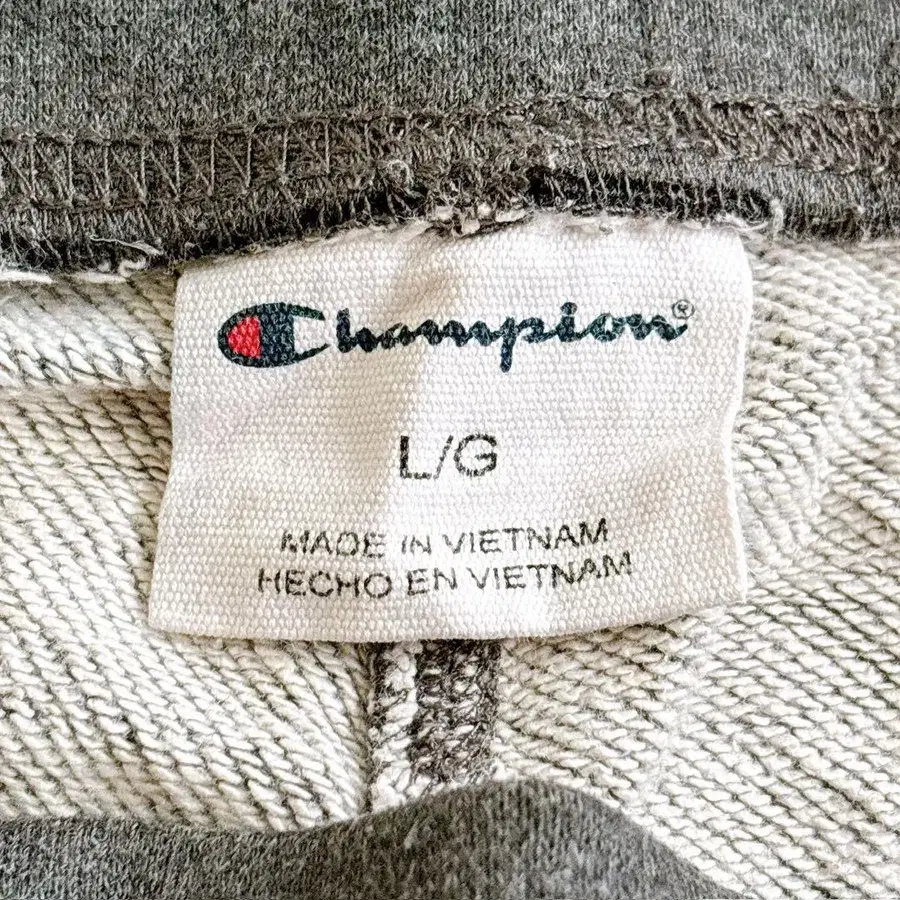 Champion®
L/G
MADE IN VIETNAM
HECHO EN VIETNAM